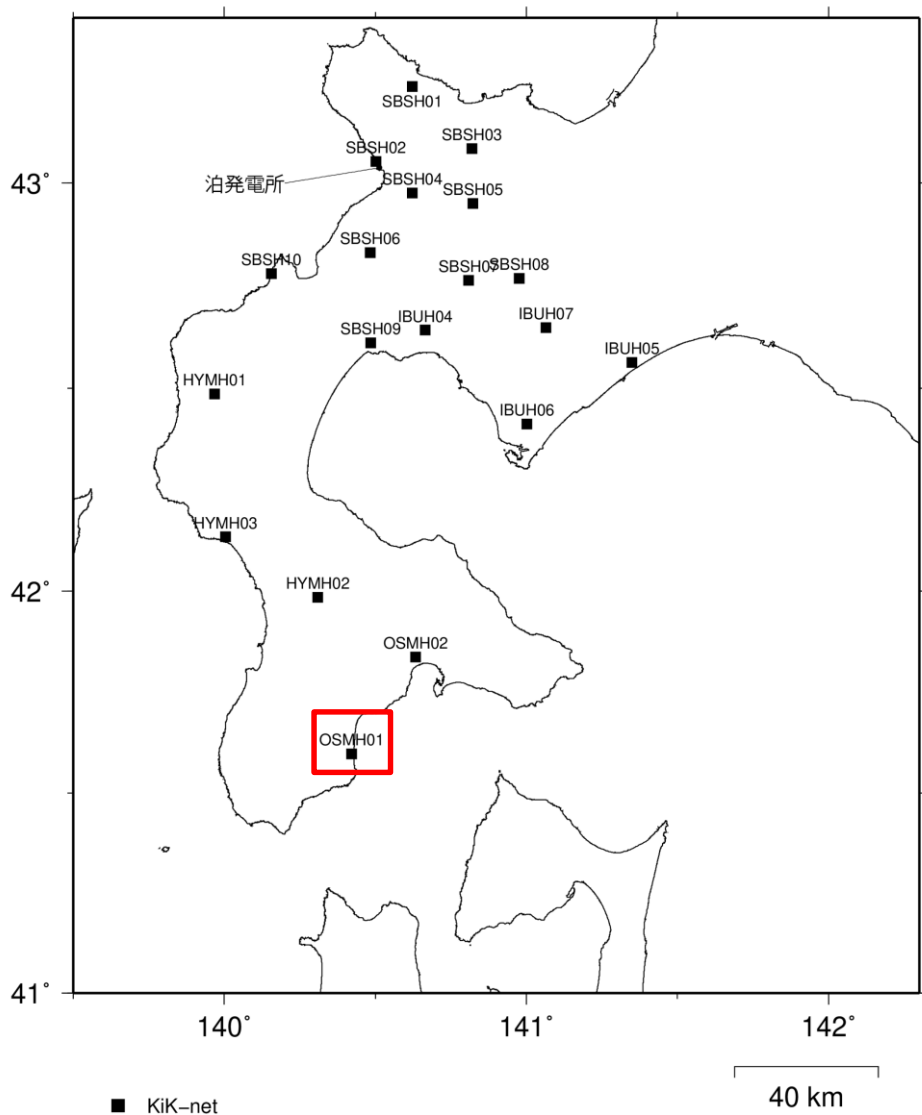 SBSH01
SBSH03
SBSH02
泊発電所
43˚
SBSH04
SBSH05
SBSH06
SBSH10
SBSH07
SBSH08
IBUH04
IBUH07
SBSH09
IBUH05
HYMH01
IBUH06
HYMH03
42˚
HYMH02
OSMH02
OSMH01
41˚
140˚
141˚
142˚
40 km
KiK−net